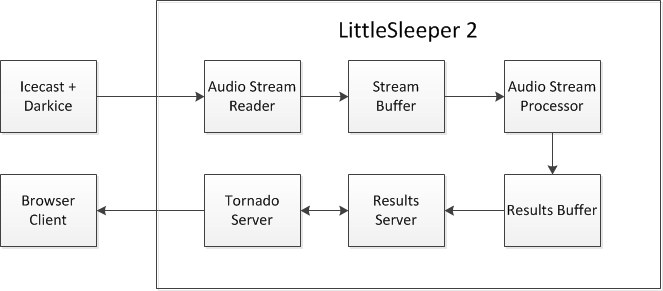 LittleSleeper 2
Icecast +
Darkice
Audio Stream
Reader
Stream
Buffer
Audio Stream
Processor
Browser
Client
Tornado
Server
Results
Server
Results Buffer